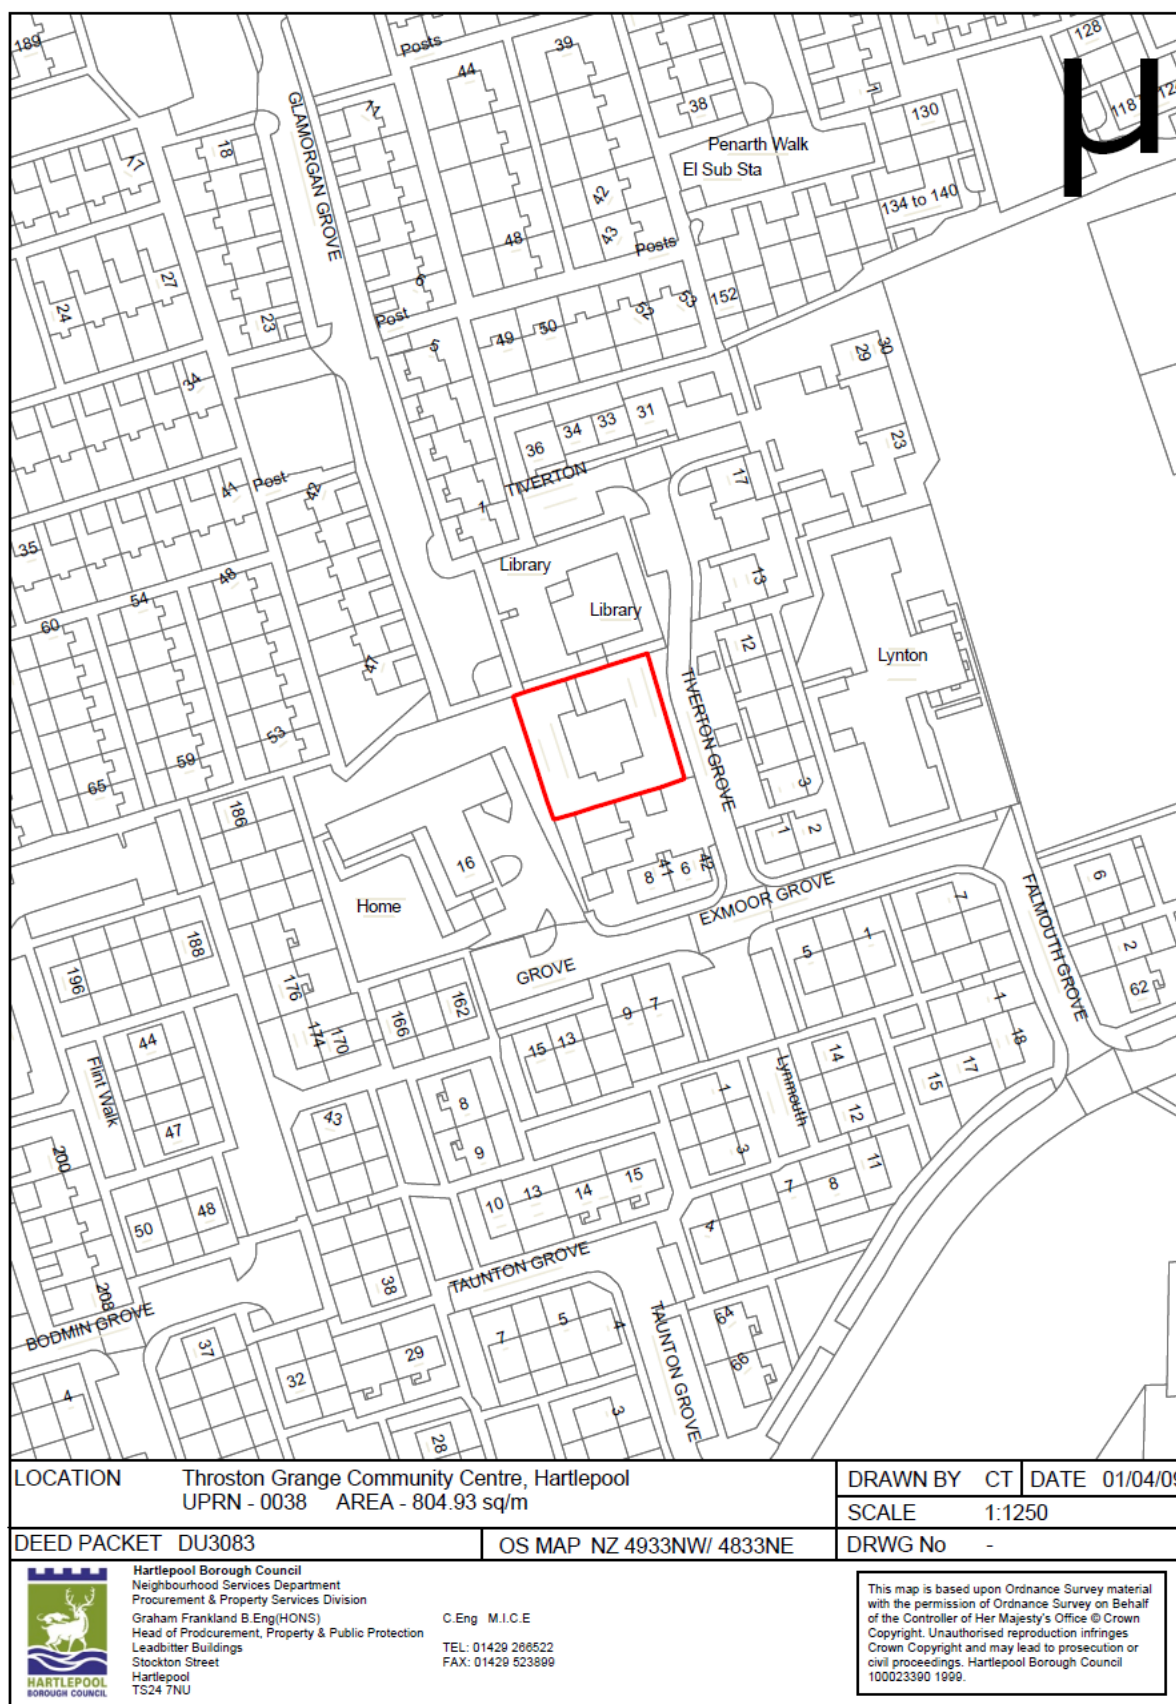 189
Posts
39
44
128
118
11
38
1
130
GLAMORGAN GROVE
Penarth Walk
El Sub Sta
17
18
42
134 to 140
43
48
Posts
27
6
24
23
Post
49
50
52
53
152
5
34
29
30
36
34
33
31
23
TIVERTON
17
41
Post
42
1
35
Library
48
13
54
Library
60
12
47
Lynton
TIVERTON GROVE
53
59
65
3
186
1
2
16
8
41
6
42
Home
EXMOOR GROVE
7
6
FALMOUTH GROVE
188
5
1
2
196
GROVE
62
176
162
166
174
170
9
7
15
13
1
18
44
Flint Walk
14
17
15
Lynmouth
8
43
1
12
47
9
3
11
200
10
13
14
15
7
8
50
48
4
TAUNTON GROVE
38
208
BODMIN GROVE
TAUNTON GROVE
64
37
7
5
4
66
29
32
4
3
28
µ
LOCATION Throston Grange Community Centre, Hartlepool
UPRN - 0038 AREA - 804.93 sq/m
DRAWN BY CT DATE 01/04/09
SCALE 1:1250
DEED PACKET DU3083 OS MAP NZ 4933NW/ 4833NE DRWG No -
Hartlepool Borough Council
Neighbourhood Services Department
Procurement & Property Services Division
Graham Frankland B.Eng(HONS) C.Eng M.I.C.E
Head of Prodcurement, Property & Public Protection
Leadbitter Buildings TEL: 01429 266522
Stockton Street FAX: 01429 523899
Hartlepool
TS24 7NU
HARTLEPOOL
BOROUGH COUNCIL
This map is based upon Ordnance Survey material
with the permission of Ordnance Survey on Behalf
of the Controller of Her Majesty's Office © Crown
Copyright. Unauthorised reproduction infringes
Crown Copyright and may lead to prosecution or
civil proceedings. Hartlepool Borough Council
100023390 1999.